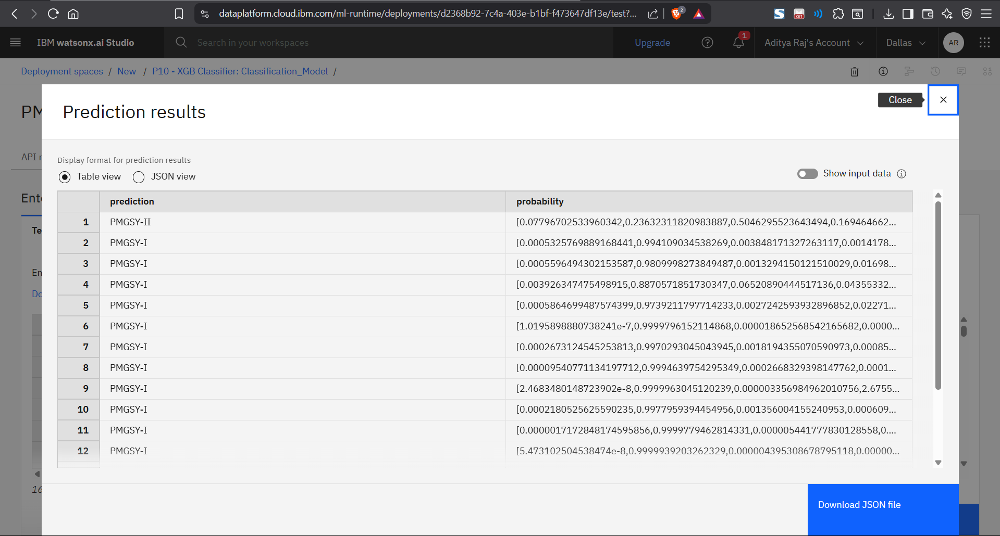 dataplatform.cloud.ibm.com/ml-runtime/deployments/d2368b92-7c4a-403e-b1bf-f473647df13e/test?...
2
Off
IBM watsonx.ai Studio
Search in your workspaces
Upgrade
1
Aditya Raj's Account
Dallas
AR
Deployment spaces / New / P10 - XGB Classifier: Classification_Model /
PM
Prediction results
Close
API r
Display format for prediction results
Table view
JSON view
Show input data
Ente
prediction probability
1 PMGSY-II [0.07796702533960342,0.23632311820983887,0.5046295523643494,0.169464662...
Te
2 PMGSY-I [0.0005325769889168441,0.994109034538269,0.003848171327263117,0.0014178...
3 PMGSY-I [0.0005596494302153587,0.9809998273849487,0.0013294150121510029,0.01698...
En
4 PMGSY-I [0.003926347475498915,0.8870571851730347,0.06520890444517136,0.04355332...
Do
5 PMGSY-I [0.0005864699487574399,0.9739211797714233,0.0027242593932896852,0.02271...
6 PMGSY-I [1.0195898880738241e-7,0.9999796152114868,0.000018652568542165682,0.0000...
7 PMGSY-I [0.0002673124545253813,0.9970293045043945,0.0018194355070590973,0.00085...
8 PMGSY-I [0.00009540771134197712,0.9994639754295349,0.0002668329398147762,0.0001...
9 PMGSY-I [2.4683480148723902e-8,0.9999963045120239,0.000003356984962010756,2.6755...
10 PMGSY-I [0.0002180525625590235,0.9977959394454956,0.001356004155240953,0.000609...
11 PMGSY-I [0.0000017172848174595856,0.9999779462814331,0.000005441777830128558,0....
12 PMGSY-I [5.473102504538474e-8,0.9999939203262329,0.000004395308678795118,0.00000...
16
Download JSON file